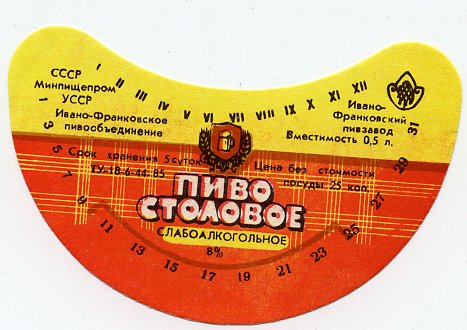 СССР
Минпищепром
УССР
Ивано-Франковское
пивообъединение
I II III IV V VI VII VIII IX X XI XII
Ивано-
Франковский
пивзавод
Вместимость 0,5 л.
Срок хранения 5 суток
ТУ-18-6-44-85
Цена без стоимости
посуды 25 коп.
ПИВО
СТОЛОВОЕ
СЛАБОАЛКОГОЛЬНОЕ
8%
1 3 5 7 9 11 13 15 17 19 21 23 25 27 29 31